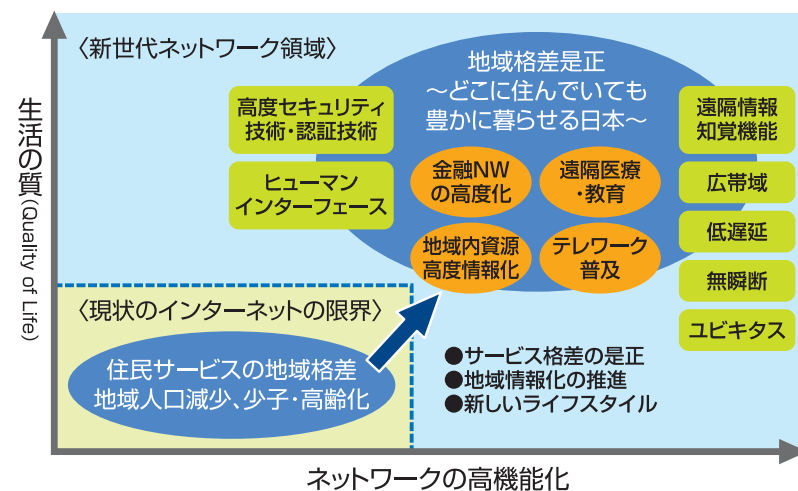 〈新世代ネットワーク領域〉
地域格差是正
～どこに住んでいても
豊かに暮らせる日本～
高度セキュリティ
技術・認証技術
ヒューマン
インターフェース
金融NW
の高度化
遠隔医療
・教育
地域内資源
高度情報化
テレワーク
普及
遠隔情報
知覚機能
広帯域
低遅延
無瞬断
ユビキタス
〈現状のインターネットの限界〉
住民サービスの地域格差
地域人口減少、少子・高齢化
●サービス格差の是正
●地域情報化の推進
●新しいライフスタイル
生活の質(Quality of Life)
ネットワークの高機能化